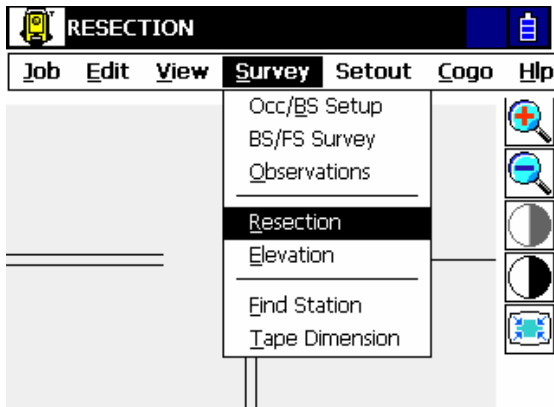 RESECTION
Job Edit View Survey Setout Cogo Hlp
Occ/BS Setup
BS/FS Survey
Observations
Resection
Elevation
Find Station
Tape Dimension